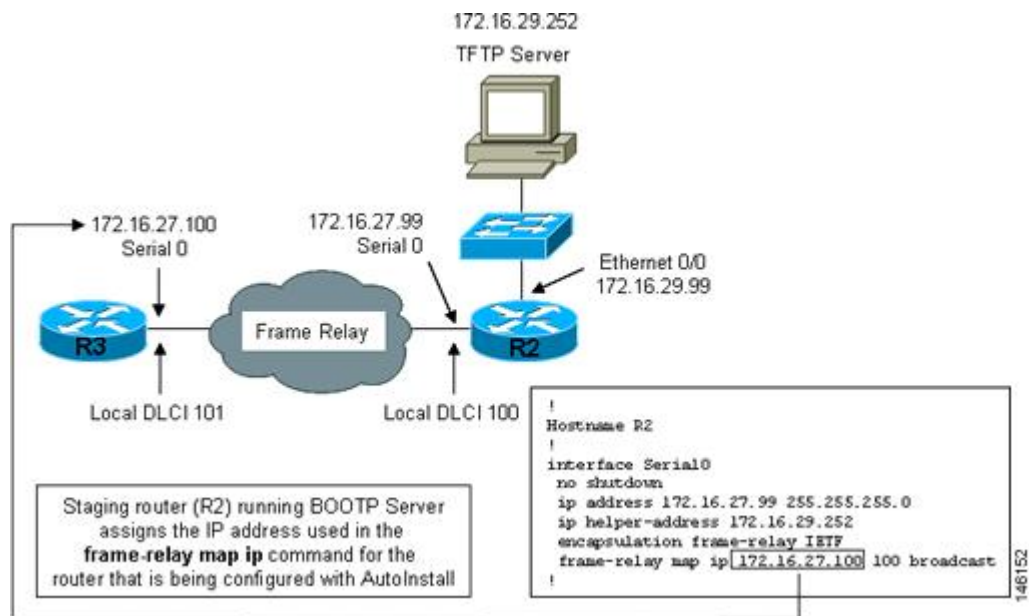 172.16.29.252
TFTP Server
172.16.27.100
Serial 0
172.16.27.99
Serial 0
Ethernet 0/0
172.16.29.99
R3
Frame Relay
R2
Local DLCI 101
Local DLCI 100
Staging router (R2) running BOOTP Server
assigns the IP address used in the
frame-relay map ip command for the
router that is being configured with AutoInstall
!
Hostname R2
!
interface Serial0
no shutdown
ip address 172.16.27.99 255.255.255.0
ip helper-address 172.16.29.252
encapsulation frame-relay IETF
frame-relay map ip 172.16.27.100 100 broadcast
!
146152